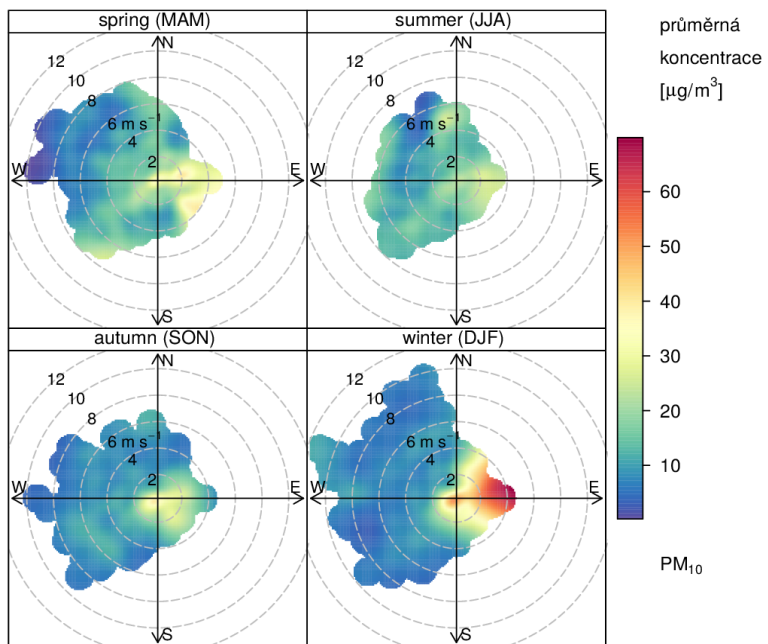 spring (MAM)
N
12
10
8
6 m s⁻¹
4
2
W
E
S
summer (JJA)
N
12
10
8
6 m s⁻¹
4
2
W
E
S
autumn (SON)
N
12
10
8
6 m s⁻¹
4
2
W
E
S
winter (DJF)
N
12
10
8
6 m s⁻¹
4
2
W
E
S
průměrná
koncentrace
[µg/m³]
60
50
40
30
20
10
PM₁₀